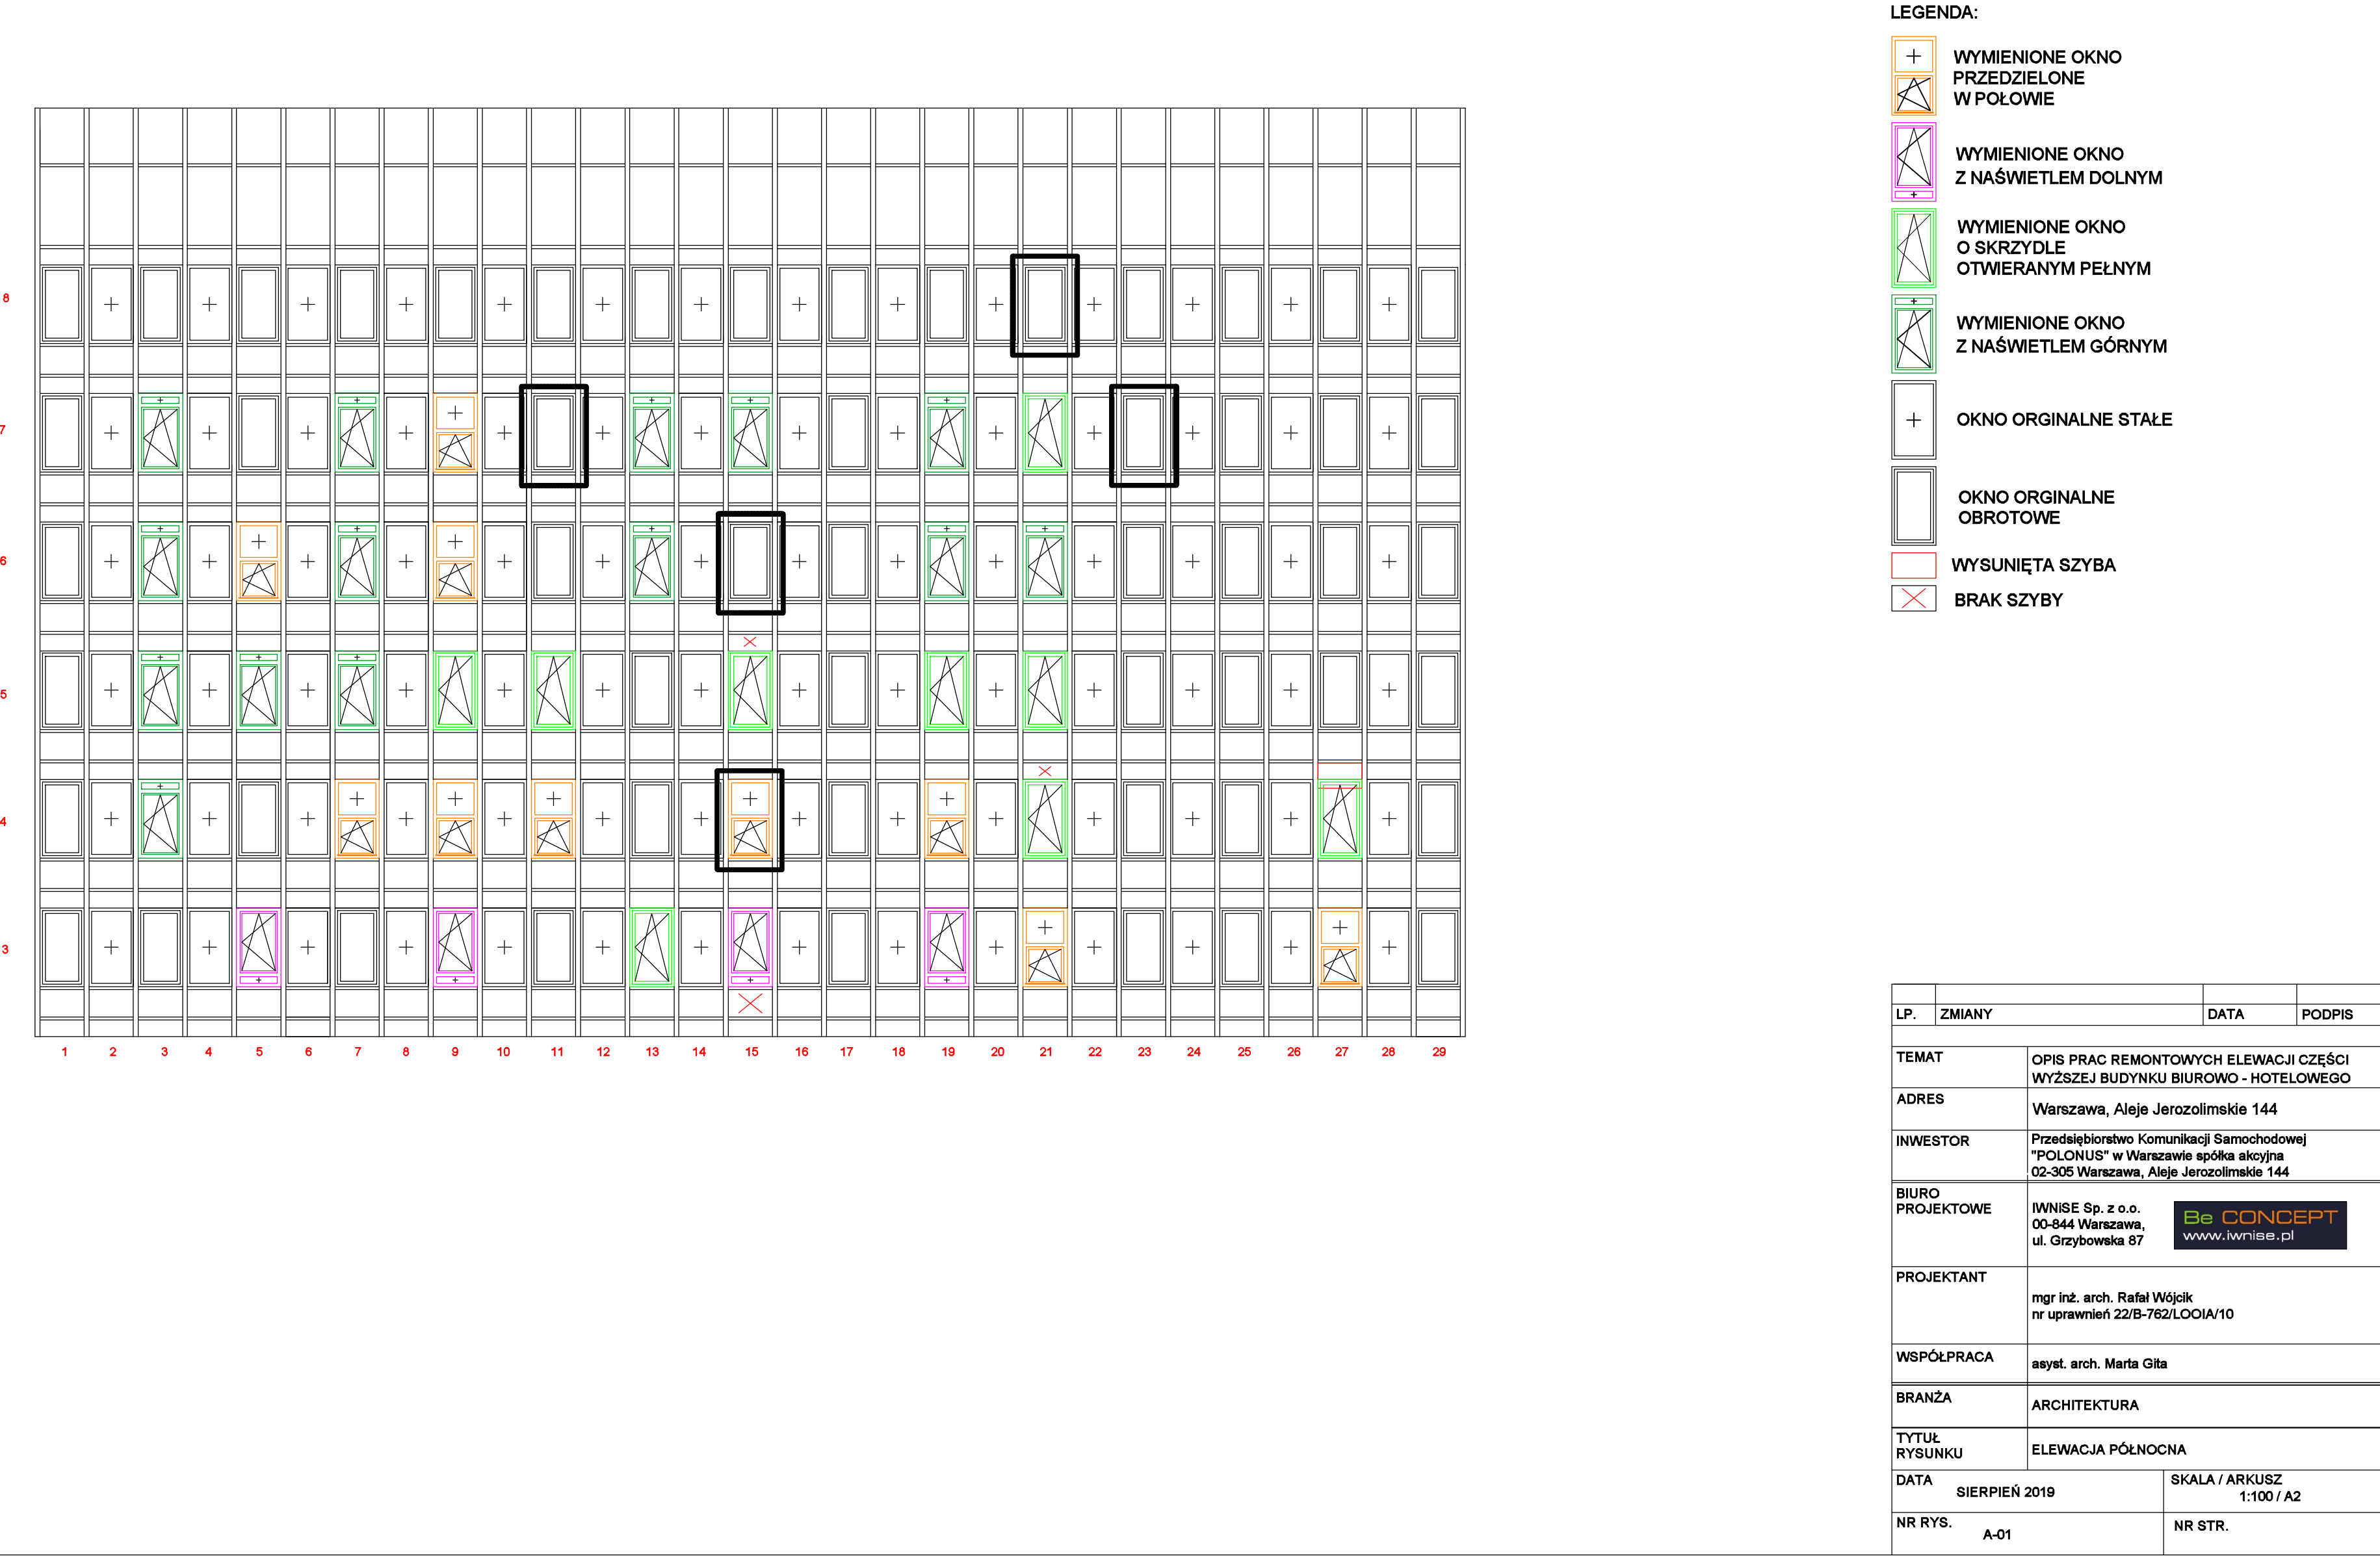 LEGENDA:
WYMIENIONE OKNO
PRZEDZIELONE
W POŁOWIE
WYMIENIONE OKNO
Z NAŚWIETLEM DOLNYM
WYMIENIONE OKNO
O SKRZYDLE
OTWIERANYM PEŁNYM
WYMIENIONE OKNO
Z NAŚWIETLEM GÓRNYM
OKNO ORGINALNE STAŁE
OKNO ORGINALNE
OBROTOWE
WYSUNIĘTA SZYBA
BRAK SZYBY
8
7
6
5
4
3
1 2 3 4 5 6 7 8 9 10 11 12 13 14 15 16 17 18 19 20 21 22 23 24 25 26 27 28 29
LP. ZMIANY DATA PODPIS
TEMAT
OPIS PRAC REMONTOWYCH ELEWACJI CZĘŚCI
WYŻSZEJ BUDYNKU BIUROWO - HOTELOWEGO
ADRES
Warszawa, Aleje Jerozolimskie 144
INWESTOR
Przedsiębiorstwo Komunikacji Samochodowej
"POLONUS" w Warszawie spółka akcyjna
02-305 Warszawa, Aleje Jerozolimskie 144
BIURO
PROJEKTOWE
IWNiSE Sp. z o.o.
00-844 Warszawa,
ul. Grzybowska 87
Be CONCEPT
www.iwnise.pl
PROJEKTANT
mgr inż. arch. Rafał Wójcik
nr uprawnień 22/B-762/LOOIA/10
WSPÓŁPRACA
asyst. arch. Marta Gita
BRANŻA
ARCHITEKTURA
TYTUŁ
RYSUNKU
ELEWACJA PÓŁNOCNA
DATA
SIERPIEŃ 2019
SKALA / ARKUSZ
1:100 / A2
NR RYS.
A-01
NR STR.